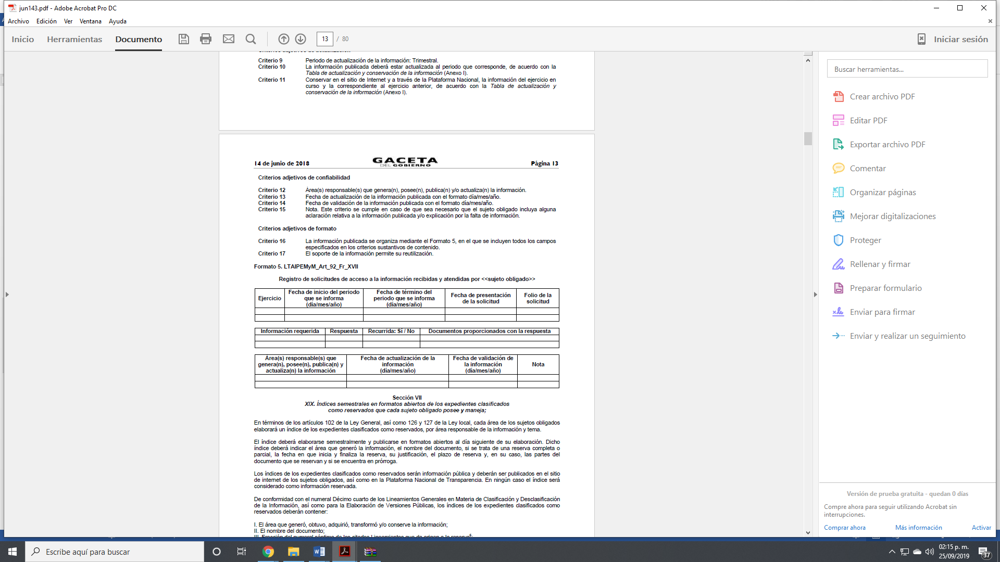 jun143.pdf - Adobe Acrobat Pro DC
Archivo Edición Ver Ventana Ayuda
Inicio Herramientas Documento 13 / 80 Iniciar sesión
Criterio 9 Periodo de actualización de la información: Trimestral.
Criterio 10 La información publicada deberá estar actualizada al periodo que corresponde, de acuerdo con la
Tabla de actualización y conservación de la información (Anexo I).
Criterio 11 Conservar en el sitio de Internet y a través de la Plataforma Nacional, la información del ejercicio en
curso y la correspondiente al ejercicio anterior, de acuerdo con la Tabla de actualización y
conservación de la información (Anexo I).
14 de junio de 2018 GACETA DEL GOBIERNO Página 13
Criterios adjetivos de confiabilidad
Criterio 12 Área(s) responsable(s) que genera(n), posee(n), publica(n) y/o actualiza(n) la información.
Criterio 13 Fecha de actualización de la información publicada con el formato día/mes/año.
Criterio 14 Fecha de validación de la información publicada con el formato día/mes/año.
Criterio 15 Nota. Este criterio se cumple en caso de que sea necesario que el sujeto obligado incluya alguna
aclaración relativa a la información publicada y/o explicación por la falta de información.
Criterios adjetivos de formato
Criterio 16 La información publicada se organiza mediante el Formato 5, en el que se incluyen todos los campos
especificados en los criterios sustantivos de contenido.
Criterio 17 El soporte de la información permite su reutilización.
Formato 5. LTAIPEMyM_Art_92_Fr_XVII
Registro de solicitudes de acceso a la información recibidas y atendidas por <<sujeto obligado>>
Ejercicio
Fecha de inicio del periodo
que se informa
(día/mes/año)
Fecha de término del
periodo que se informa
(día/mes/año)
Fecha de presentación
de la solicitud
Folio de la
solicitud
Información requerida Respuesta Recurrida: Sí / No Documentos proporcionados con la respuesta
Área(s) responsable(s) que
genera(n), posee(n), publica(n) y
actualiza(n) la información
Fecha de actualización de la
información
(día/mes/año)
Fecha de validación de
la información
(día/mes/año)
Nota
Sección VII
XIX. Índices semestrales en formatos abiertos de los expedientes clasificados
como reservados que cada sujeto obligado posee y maneja;
En términos de los artículos 102 de la Ley General, así como 126 y 127 de la Ley local, cada área de los sujetos obligados
elaborará un índice de los expedientes clasificados como reservados, por área responsable de la información y tema.
El índice deberá elaborarse semestralmente y publicarse en formatos abiertos al día siguiente de su elaboración. Dicho
índice deberá indicar el área que generó la información, el nombre del documento, si se trata de una reserva completa o
parcial, la fecha en que inicia y finaliza la reserva, su justificación, el plazo de reserva y, en su caso, las partes del
documento que se reservan y si se encuentra en prórroga.
Los índices de los expedientes clasificados como reservados serán información pública y deberán ser publicados en el sitio
de internet de los sujetos obligados, así como en la Plataforma Nacional de Transparencia. En ningún caso el índice será
considerado como información reservada.
De conformidad con el numeral Décimo cuarto de los Lineamientos Generales en Materia de Clasificación y Desclasificación
de la Información, así como para la Elaboración de Versiones Públicas, los índices de los expedientes clasificados como
reservados deberán contener:
I. El área que generó, obtuvo, adquirió, transformó y/o conserve la información;
II. El nombre del documento;
Buscar herramientas...
Crear archivo PDF
Editar PDF
Exportar archivo PDF
Comentar
Organizar páginas
Mejorar digitalizaciones
Proteger
Rellenar y firmar
Preparar formulario
Enviar para firmar
Enviar y realizar un seguimiento
Versión de prueba gratuita - quedan 0 días
Compre ahora para seguir utilizando Acrobat sin
interrupciones.
Comprar ahora Más información Activar
Escribe aquí para buscar
02:15 p. m.
25/09/2019
37